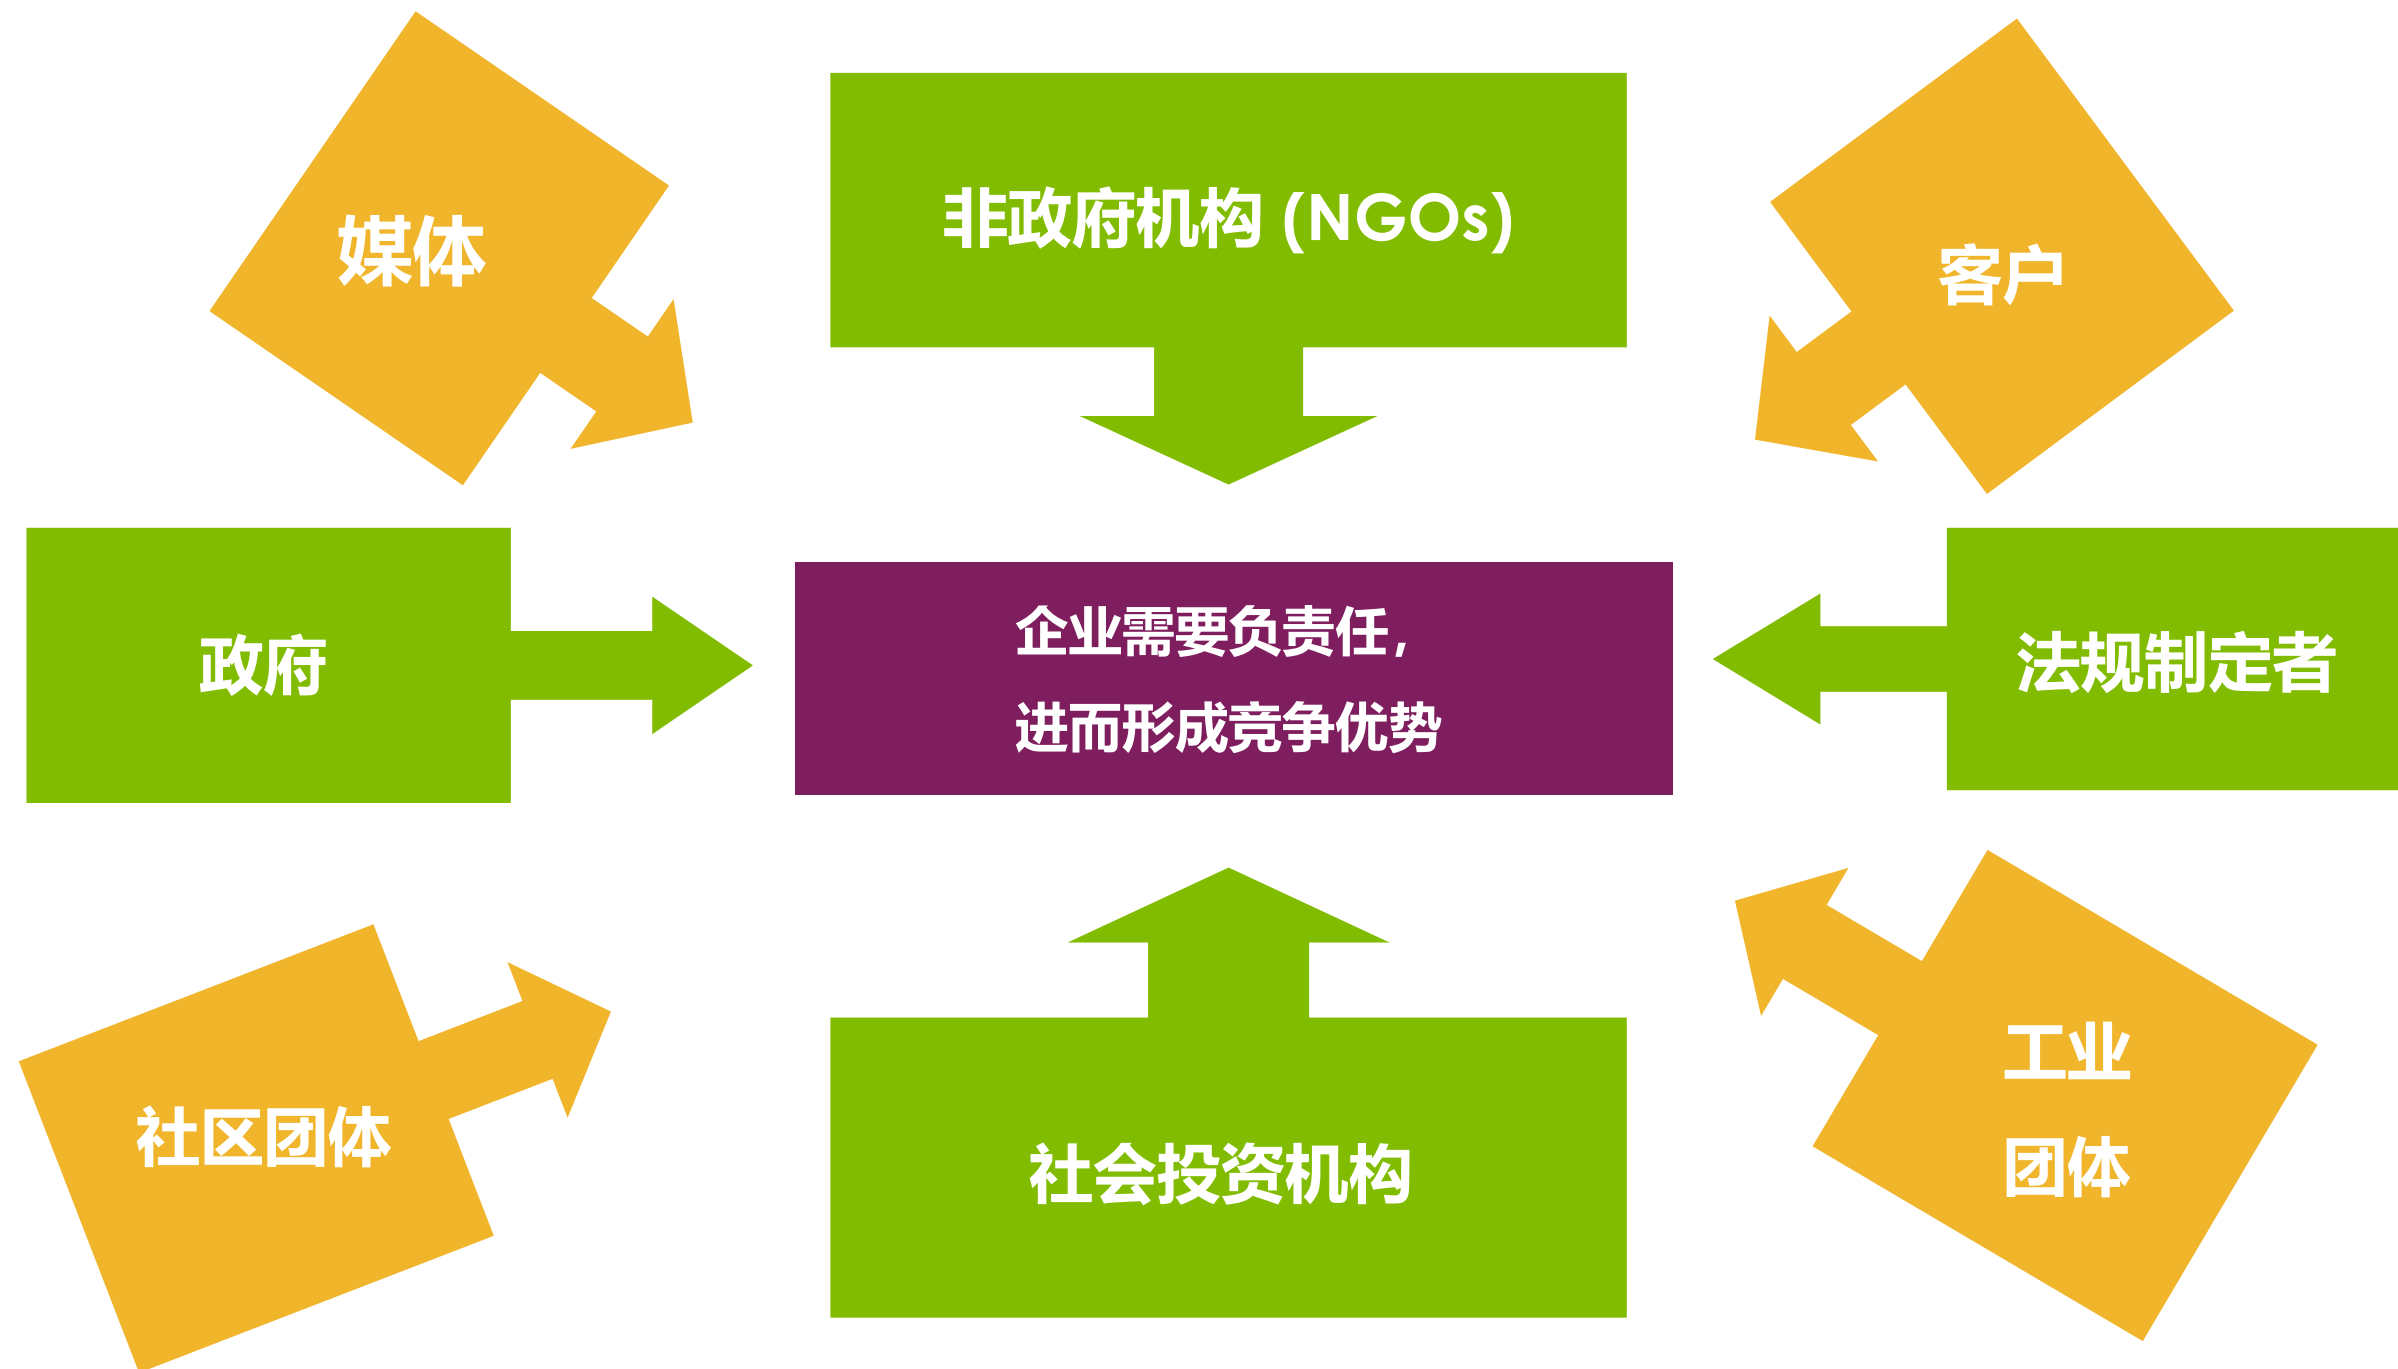 媒体
非政府机构 (NGOs)
客户
政府
企业需要负责任,
进而形成竞争优势
法规制定者
社区团体
社会投资机构
工业
团体